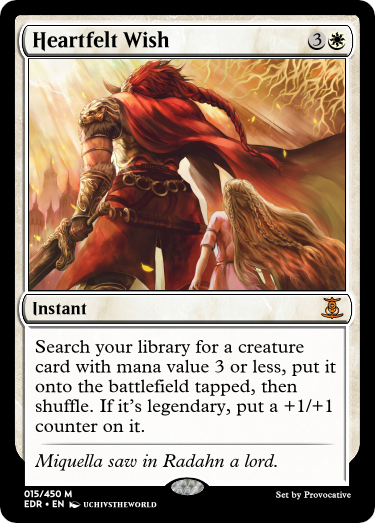 Heartfelt Wish 3
Instant
Search your library for a creature
card with mana value 3 or less, put it
onto the battlefield tapped, then
shuffle. If it's legendary, put a +1/+1
counter on it.
Miquella saw in Radahn a lord.
015/450 M
EDR • EN UCHIVSTHEWORLD
Set by Provocative